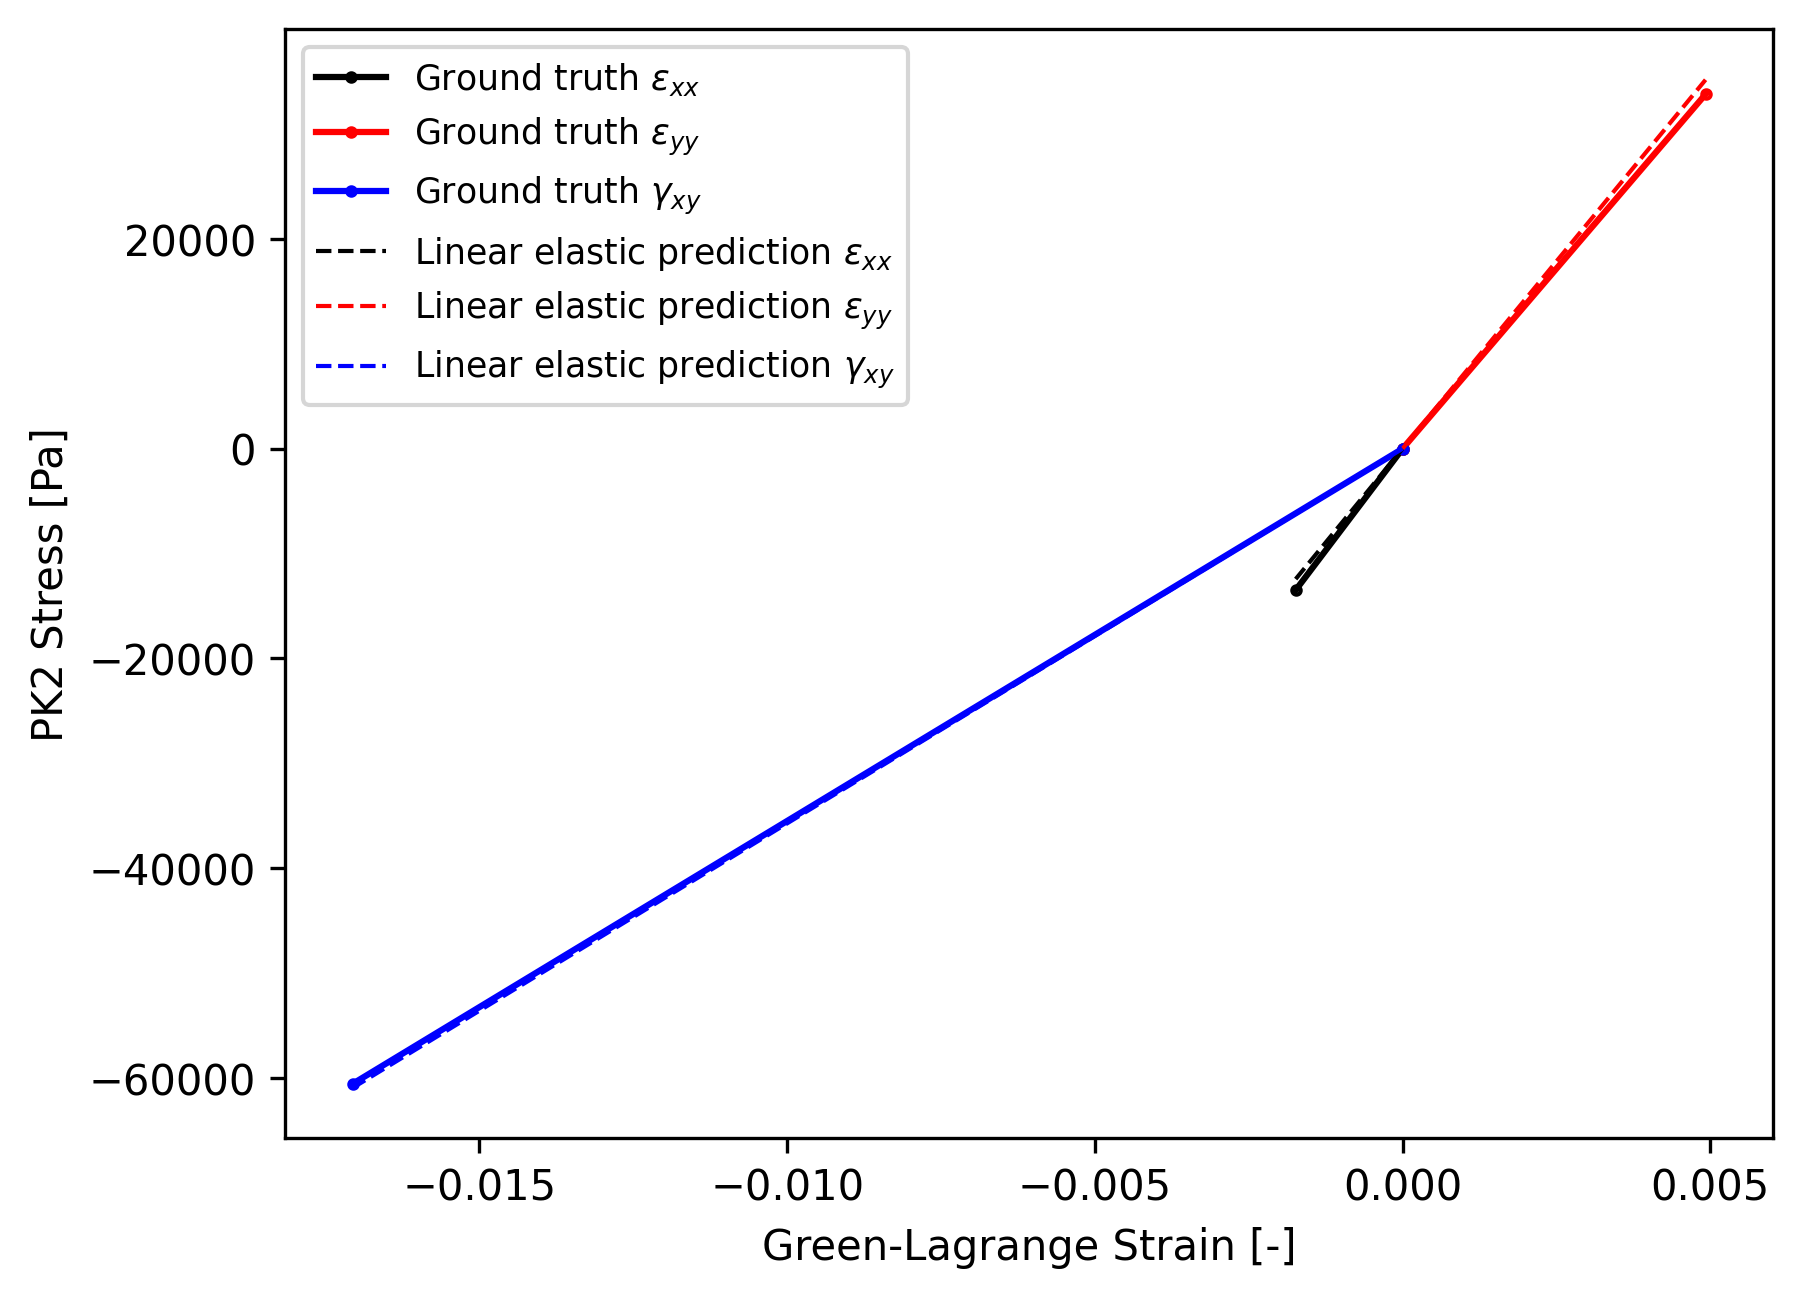 Ground truth εxx
Ground truth εyy
Ground truth γxy
Linear elastic prediction εxx
Linear elastic prediction εyy
Linear elastic prediction γxy
PK2 Stress [Pa]
20000
0
−20000
−40000
−60000
−0.015
−0.010
−0.005
0.000
0.005
Green-Lagrange Strain [-]